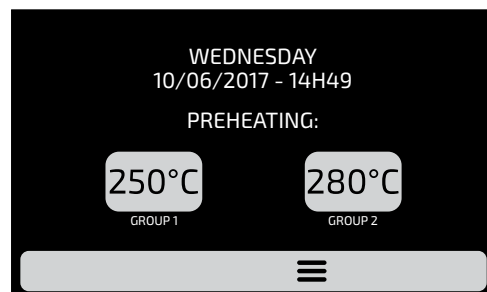 WEDNESDAY
10/06/2017 - 14H49
PREHEATING:
250°C 280°C
GROUP 1 GROUP 2